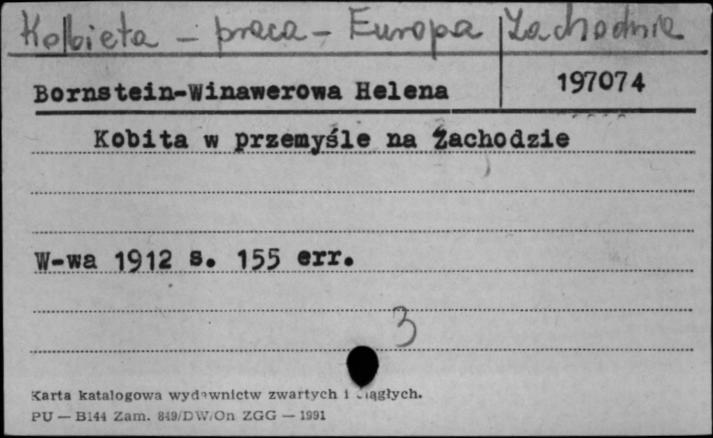 Kobieta – praca – Europa Zachodnia
Bornstein-Winawerowa Helena
197074
Kobita w przemyśle na Zachodzie
W-wa 1912 s. 155 err.
3
Karta katalogowa wydawnictw zwartych i ciągłych.
PU — B144 Zam. 849/DW/On ZGG — 1991